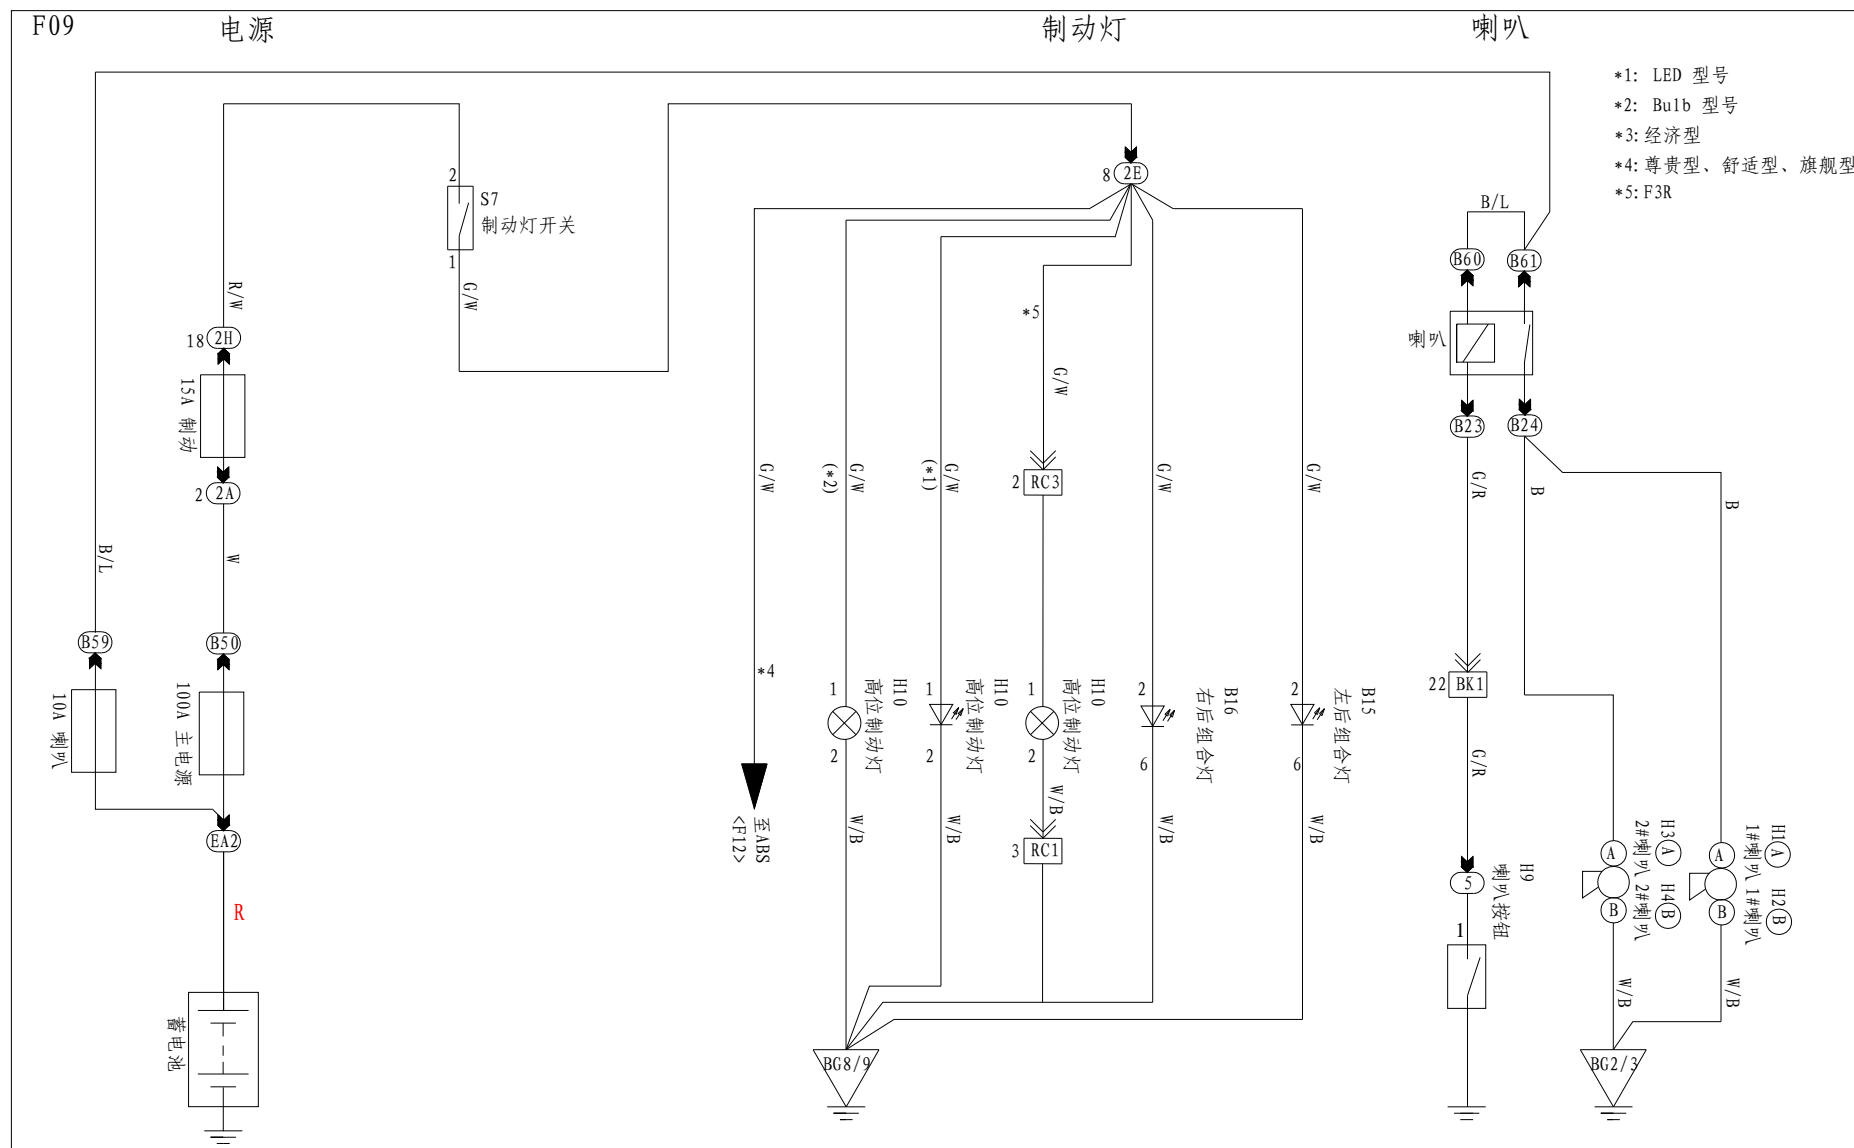 F09
电源
制动灯
喇叭
*1: LED 型号
*2: Bulb 型号
*3: 经济型
*4: 尊贵型、舒适型、旗舰型
*5: F3R
2
S7
制动灯开关
1
G/W
R/W
18 2H
15A 制动
2 2A
W
B/L
B59
B50
10A 喇叭
100A 主电源
EA2
R
蓄电池
8 2E
*5
G/W
2 RC3
G/W
G/W
(*2)
G/W
(*1)
G/W
G/W
*4
至ABS
<F12>
1
H10
高位制动灯
2
W/B
1
H10
高位制动灯
2
W/B
H10
高位制动灯
2
W/B
3 RC1
2
B16
右后组合灯
6
W/B
2
B15
左后组合灯
6
W/B
BG8/9
B/L
B60
B61
喇叭
B23
B24
G/R
B
B
22 BK1
G/R
5
H9
喇叭按钮
1
A
B
H3 A H4 B
2#喇叭 2#喇叭
W/B
A
B
H1 A H2 B
1#喇叭 1#喇叭
W/B
BG2/3